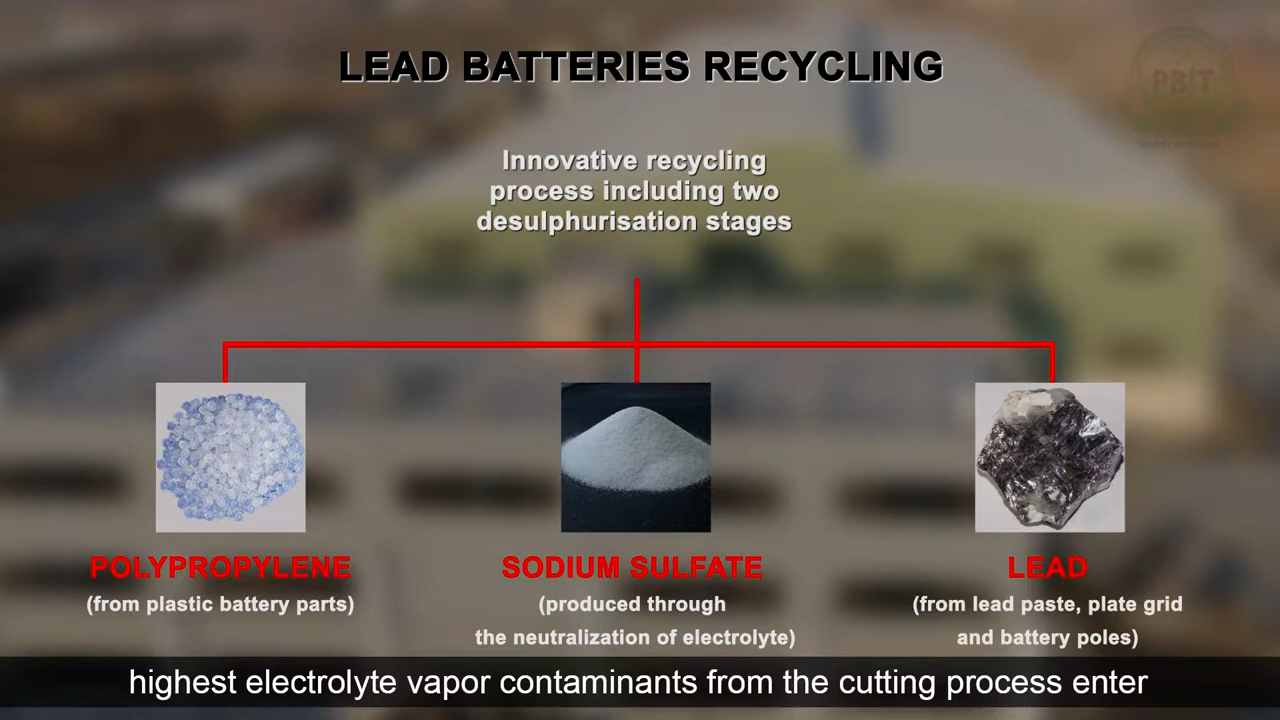 LEAD BATTERIES RECYCLING
PBIT
Innovative recycling
process including two
desulphurisation stages
POLYPROPYLENE
(from plastic battery parts)
SODIUM SULFATE
(produced through
the neutralization of electrolyte)
LEAD
(from lead paste, plate grid
and battery poles)
highest electrolyte vapor contaminants from the cutting process enter